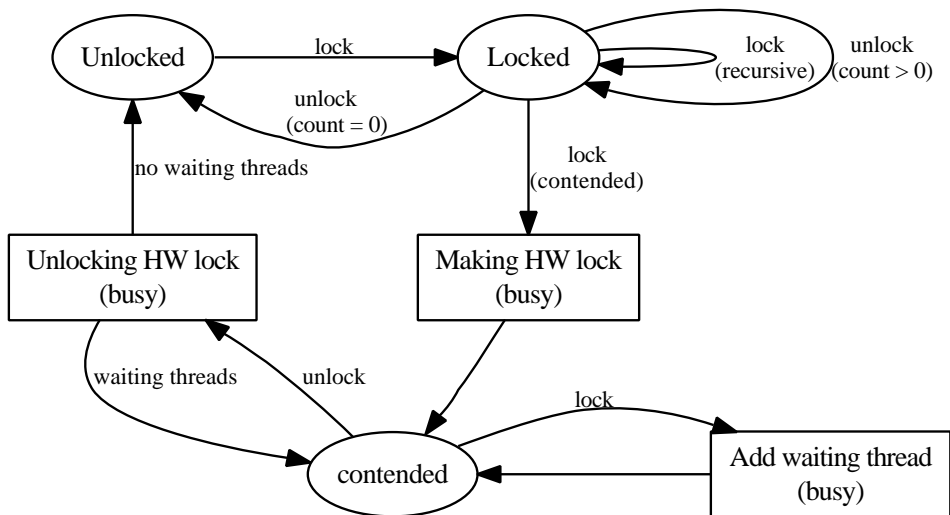 Unlocked
lock
Locked
lock
(recursive)
unlock
(count > 0)
unlock
(count = 0)
no waiting threads
lock
(contended)
Unlocking HW lock
(busy)
Making HW lock
(busy)
waiting threads
unlock
lock
contended
Add waiting thread
(busy)